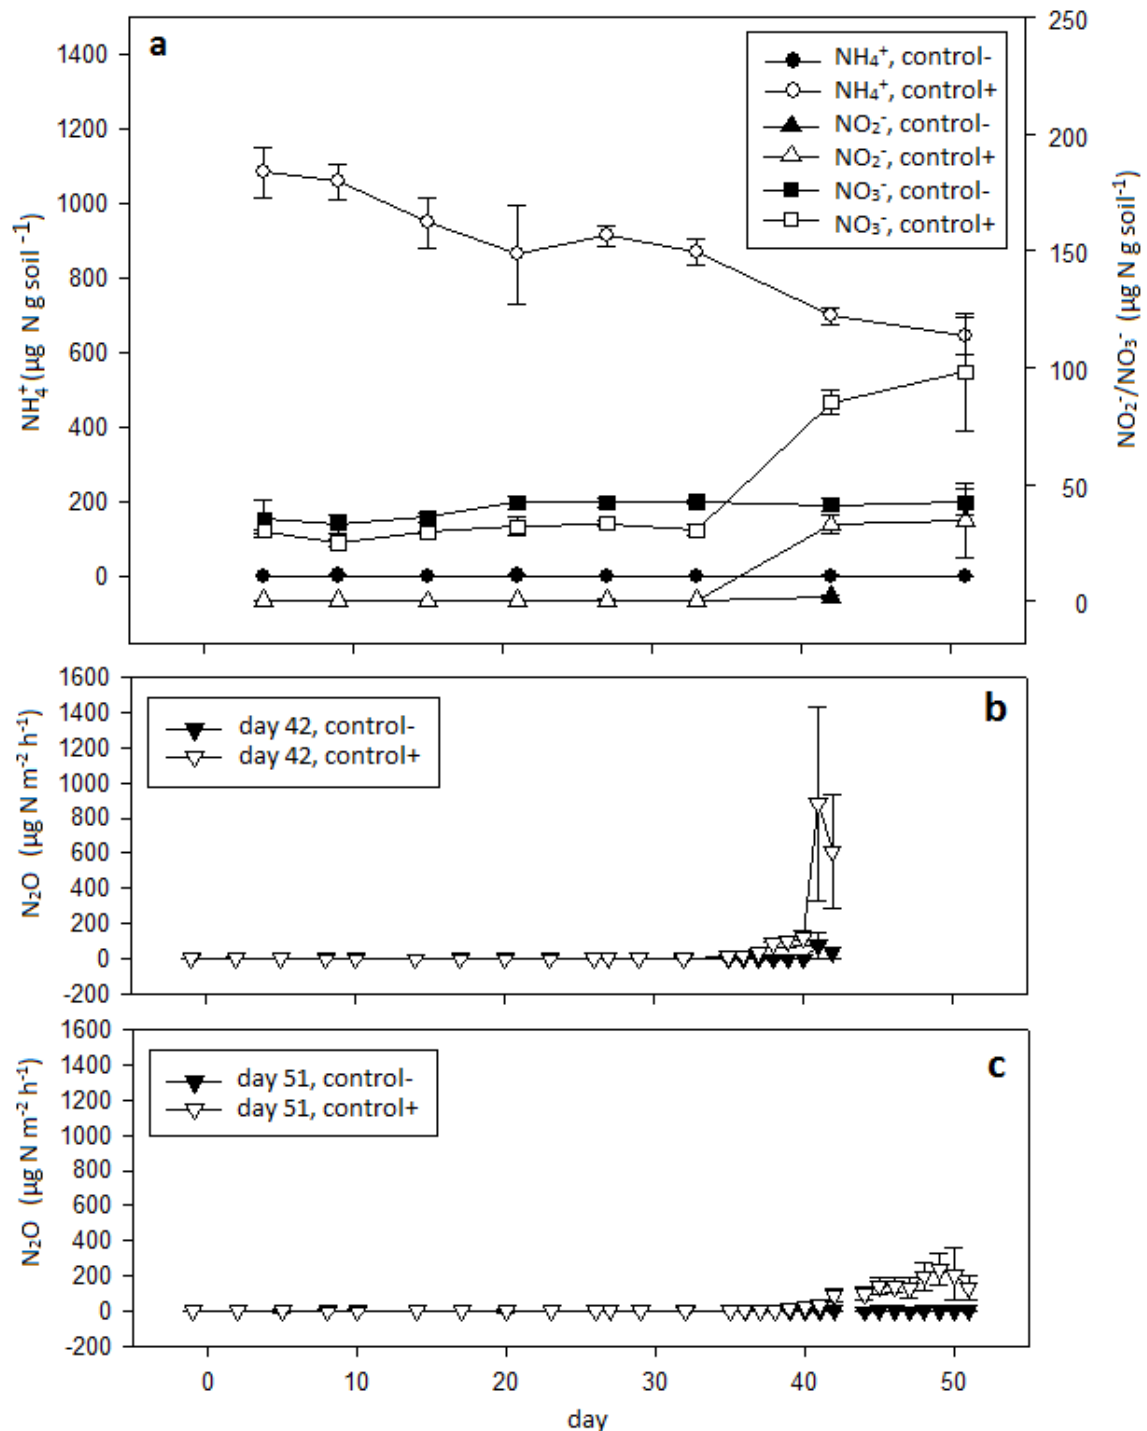 a
1400
1200
1000
800
600
400
200
0
NH₄⁺ (µg N g soil⁻¹)
250
200
150
100
50
0
NO₂⁻/NO₃⁻ (µg N g soil⁻¹)
NH₄⁺, control-
NH₄⁺, control+
NO₂⁻, control-
NO₂⁻, control+
NO₃⁻, control-
NO₃⁻, control+
b
1600
1400
1200
1000
800
600
400
200
0
-200
N₂O (µg N m⁻² h⁻¹)
day 42, control-
day 42, control+
c
1600
1400
1200
1000
800
600
400
200
0
-200
N₂O (µg N m⁻² h⁻¹)
day 51, control-
day 51, control+
0 10 20 30 40 50
day